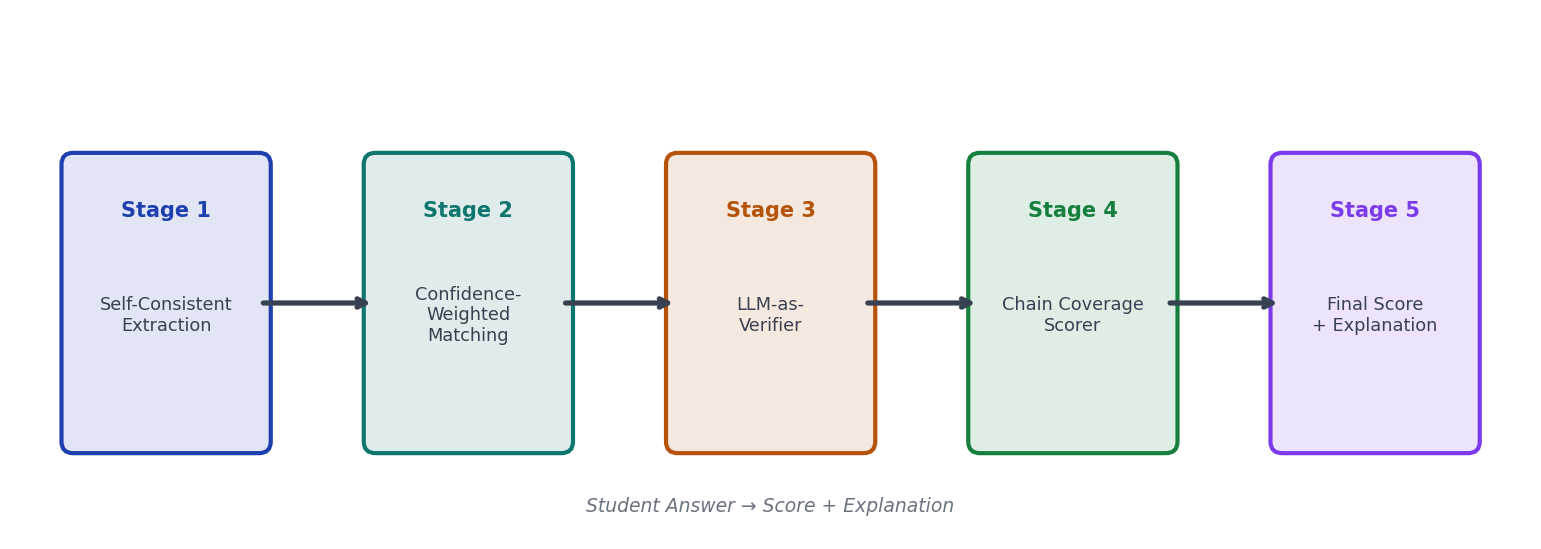 Stage 1
Self-Consistent
Extraction
Stage 2
Confidence-
Weighted
Matching
Stage 3
LLM-as-
Verifier
Stage 4
Chain Coverage
Scorer
Stage 5
Final Score
+ Explanation
Student Answer → Score + Explanation